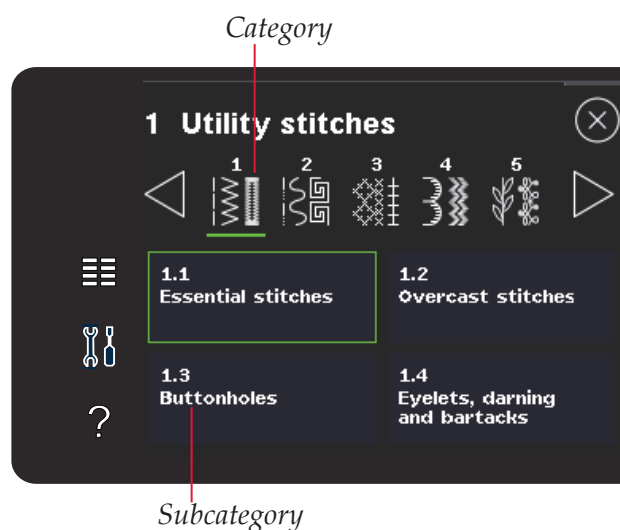 Category
1 Utility stitches
1 2 3 4 5
1.1
Essential stitches
1.2
Overcast stitches
1.3
Buttonholes
1.4
Eyelets, darning
and bartacks
?
Subcategory